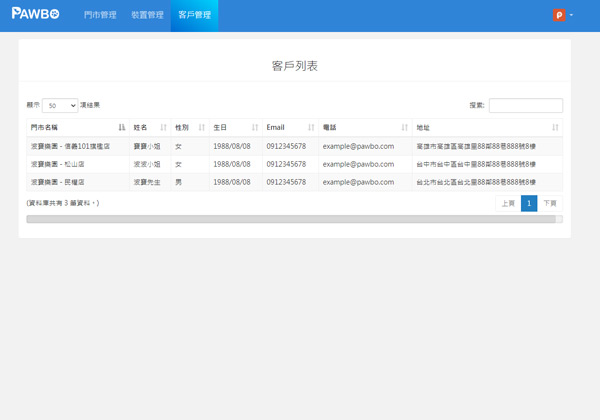 PAWBO 門市管理 裝置管理 客戶管理
客戶列表
顯示 50 項結果 搜索:
門市名稱 姓名 性別 生日 Email 電話 地址
波寶樂園 - 信義101旗艦店 寶寶小姐 女 1988/08/08 0912345678 example@pawbo.com 高雄市高雄區高雄里88鄰88巷888號8樓
波寶樂園 - 松山店 波波小姐 女 1988/08/08 0912345678 example@pawbo.com 台中市台中區台中里88鄰88巷888號8樓
波寶樂園 - 民權店 波寶先生 男 1988/08/08 0912345678 example@pawbo.com 台北市台北區台北里88鄰88巷888號8樓
(資料庫共有 3 筆資料。) 上頁 1 下頁